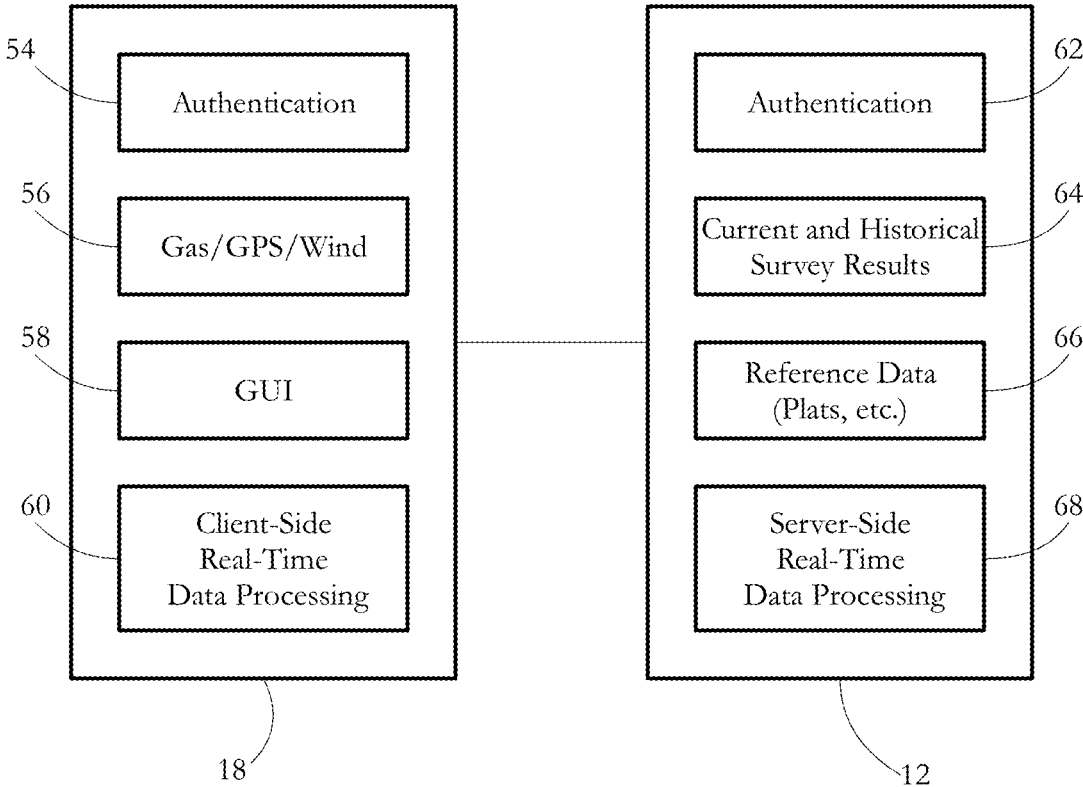 54
Authentication
56
Gas/GPS/Wind
58
GUI
60
Client-Side
Real-Time
Data Processing
18
62
Authentication
64
Current and Historical
Survey Results
66
Reference Data
(Plats, etc.)
68
Server-Side
Real-Time
Data Processing
12